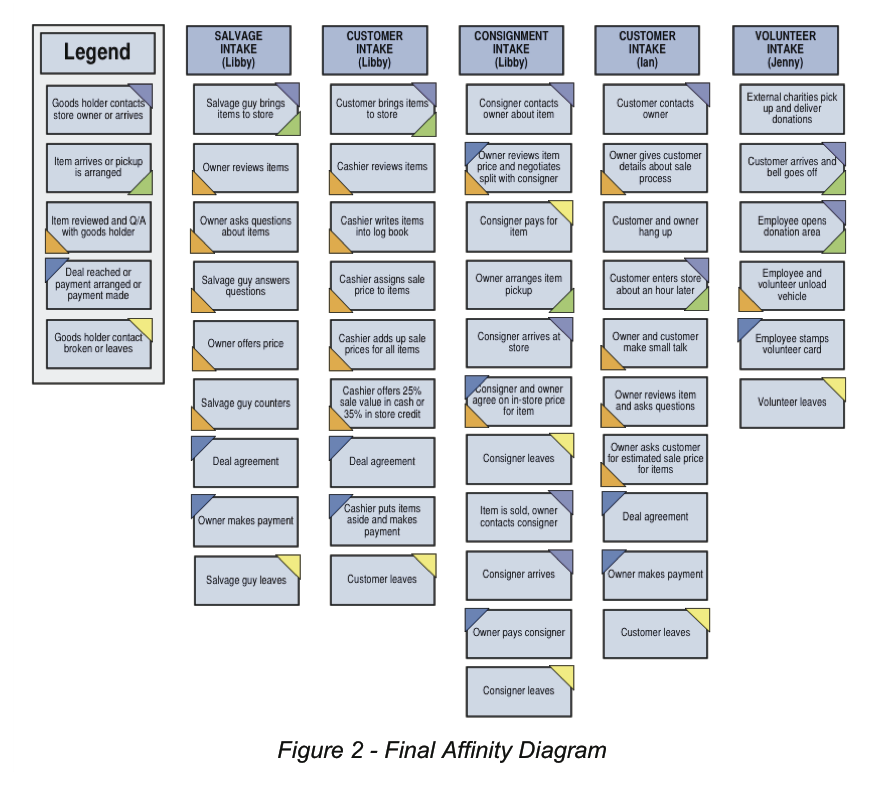 Legend
Goods holder contacts
store owner or arrives
Item arrives or pickup
is arranged
Item reviewed and Q/A
with goods holder
Deal reached or
payment arranged or
payment made
Goods holder contact
broken or leaves
SALVAGE
INTAKE
(Libby)
Salvage guy brings
items to store
Owner reviews items
Owner asks questions
about items
Salvage guy answers
questions
Owner offers price
Salvage guy counters
Deal agreement
Owner makes payment
Salvage guy leaves
CUSTOMER
INTAKE
(Libby)
Customer brings items
to store
Cashier reviews items
Cashier writes items
into log book
Cashier assigns sale
price to items
Cashier adds up sale
prices for all items
Cashier offers 25%
sale value in cash or
35% in store credit
Deal agreement
Cashier puts items
aside and makes
payment
Customer leaves
CONSIGNMENT
INTAKE
(Libby)
Consigner contacts
owner about item
Owner reviews item
price and negotiates
split with consigner
Consigner pays for
item
Owner arranges item
pickup
Consigner arrives at
store
Consigner and owner
agree on in-store price
for item
Consigner leaves
Item is sold, owner
contacts consigner
Consigner arrives
Owner pays consigner
Consigner leaves
CUSTOMER
INTAKE
(Ian)
Customer contacts
owner
Owner gives customer
details about sale
process
Customer and owner
hang up
Customer enters store
about an hour later
Owner and customer
make small talk
Owner reviews item
and asks questions
Owner asks customer
for estimated sale price
for items
Deal agreement
Owner makes payment
Customer leaves
VOLUNTEER
INTAKE
(Jenny)
External charities pick
up and deliver
donations
Customer arrives and
bell goes off
Employee opens
donation area
Employee and
volunteer unload
vehicle
Employee stamps
volunteer card
Volunteer leaves
Figure 2 - Final Affinity Diagram